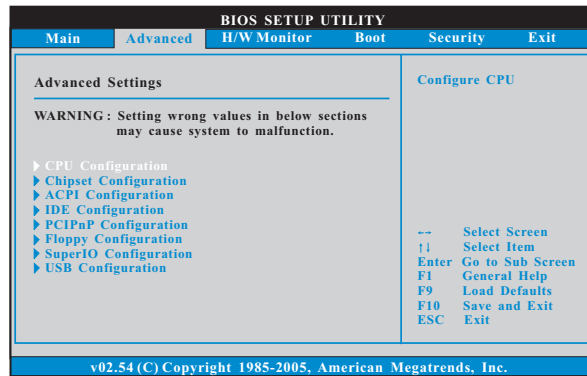 BIOS SETUP UTILITY
Main Advanced H/W Monitor Boot Security Exit
Advanced Settings
WARNING : Setting wrong values in below sections
may cause system to malfunction.
CPU Configuration
Chipset Configuration
ACPI Configuration
IDE Configuration
PCIPnP Configuration
Floppy Configuration
SuperIO Configuration
USB Configuration
Configure CPU
←→ Select Screen
↑↓ Select Item
Enter Go to Sub Screen
F1 General Help
F9 Load Defaults
F10 Save and Exit
ESC Exit
v02.54 (C) Copyright 1985-2005, American Megatrends, Inc.